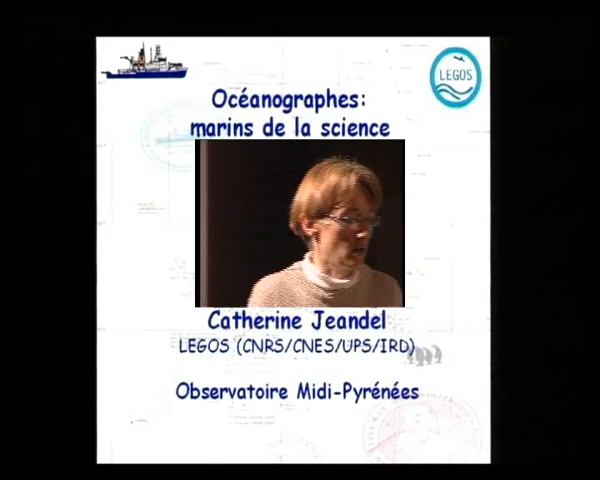 LEGOS
Océanographes:
marins de la science
Catherine Jeandel
LEGOS (CNRS/CNES/UPS/IRD)
Observatoire Midi-Pyrénées